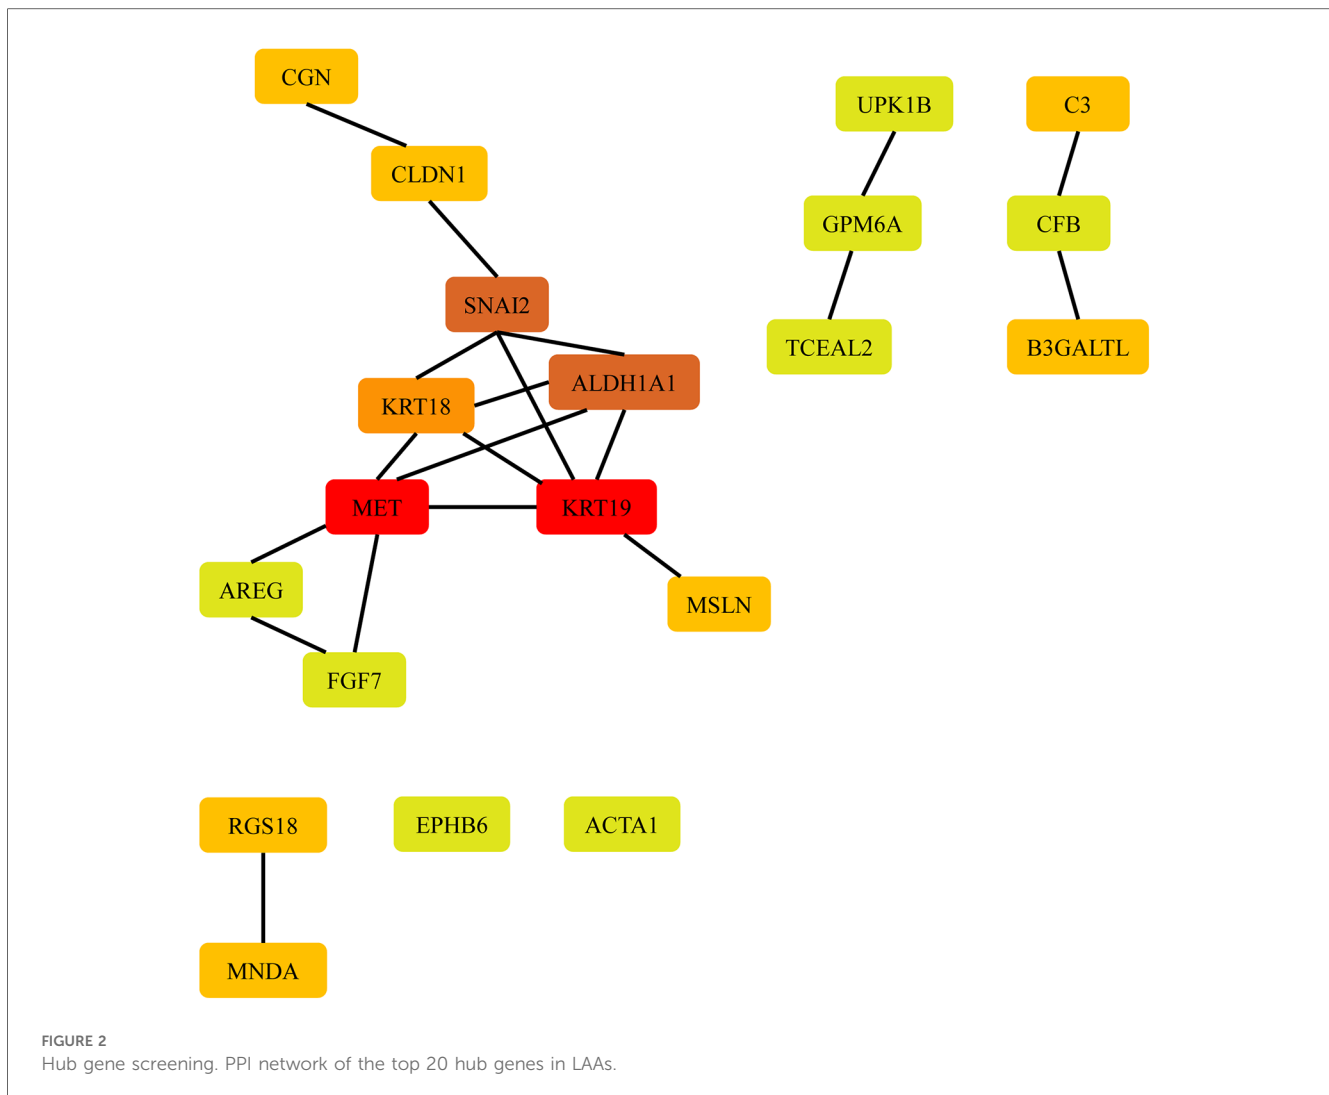 CGN
UPK1B
C3
CLDN1
GPM6A
CFB
SNAI2
TCEAL2
B3GALTL
ALDH1A1
KRT18
MET
KRT19
AREG
MSLN
FGF7
RGS18
EPHB6
ACTA1
MNDA
FIGURE 2
Hub gene screening. PPI network of the top 20 hub genes in LAAs.